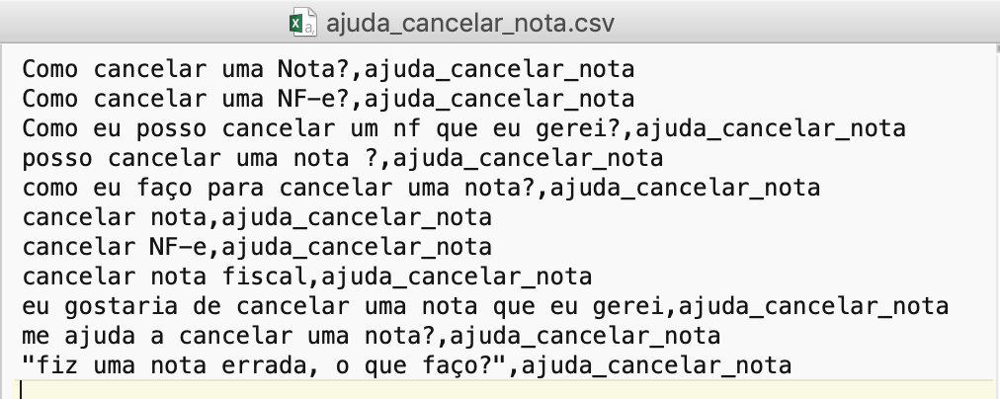 ajuda_cancelar_nota.csv
Como cancelar uma Nota?,ajuda_cancelar_nota
Como cancelar uma NF-e?,ajuda_cancelar_nota
Como eu posso cancelar um nf que eu gerei?,ajuda_cancelar_nota
posso cancelar uma nota ?,ajuda_cancelar_nota
como eu faço para cancelar uma nota?,ajuda_cancelar_nota
cancelar nota,ajuda_cancelar_nota
cancelar NF-e,ajuda_cancelar_nota
cancelar nota fiscal,ajuda_cancelar_nota
eu gostaria de cancelar uma nota que eu gerei,ajuda_cancelar_nota
me ajuda a cancelar uma nota?,ajuda_cancelar_nota
"fiz uma nota errada, o que faço?",ajuda_cancelar_nota